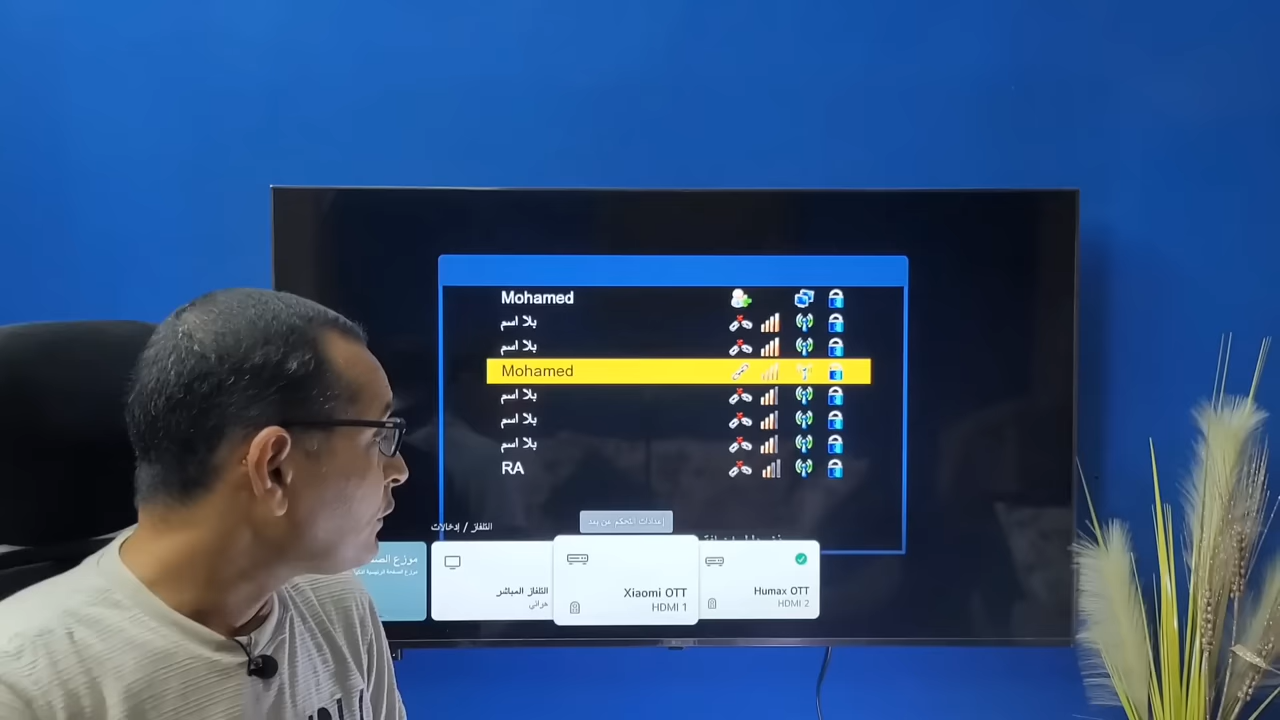 Mohamed
بلا اسم
بلا اسم
Mohamed
بلا اسم
بلا اسم
بلا اسم
RA
إعدادات التحكم عن بعد
التلفاز / إدخالات
موزع
التلفاز المباشر
هوائي
Xiaomi OTT
HDMI 1
Humax OTT
HDMI 2